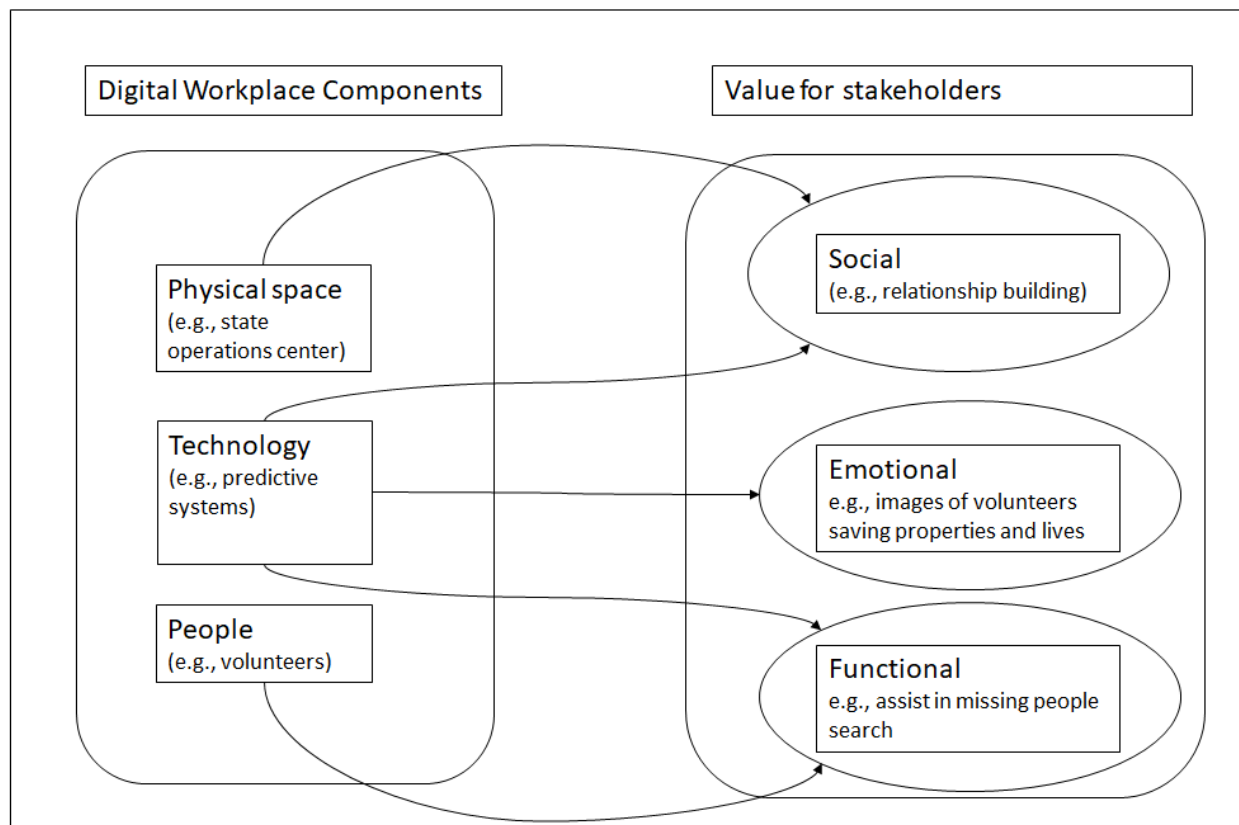 Digital Workplace Components
Value for stakeholders
Physical space
(e.g., state
operations center)
Technology
(e.g., predictive
systems)
People
(e.g., volunteers)
Social
(e.g., relationship building)
Emotional
e.g., images of volunteers
saving properties and lives
Functional
e.g., assist in missing people
search